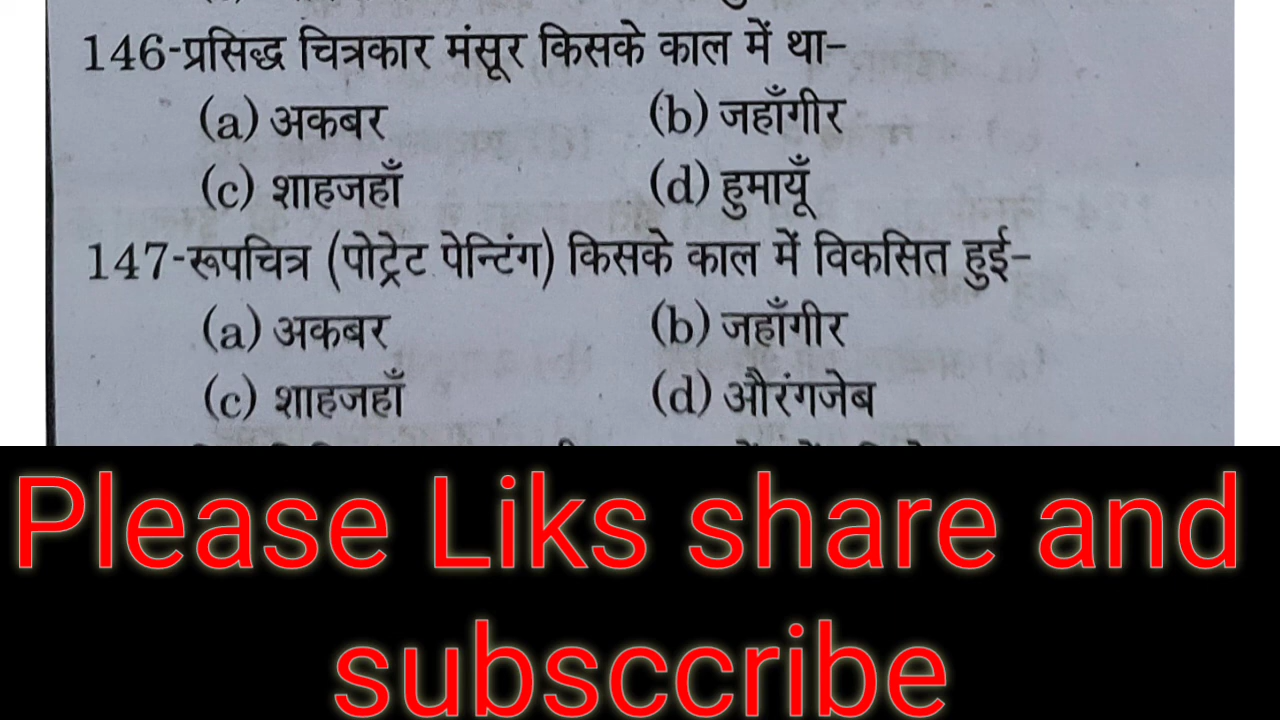 146-प्रसिद्ध चित्रकार मंसूर किसके काल में था-
(a) अकबर (b) जहाँगीर
(c) शाहजहाँ (d) हुमायूँ
147-रूपचित्र (पोट्रेट पेन्टिंग) किसके काल में विकसित हुई-
(a) अकबर (b) जहाँगीर
(c) शाहजहाँ (d) औरंगजेब
Please Liks share and
subsccribe